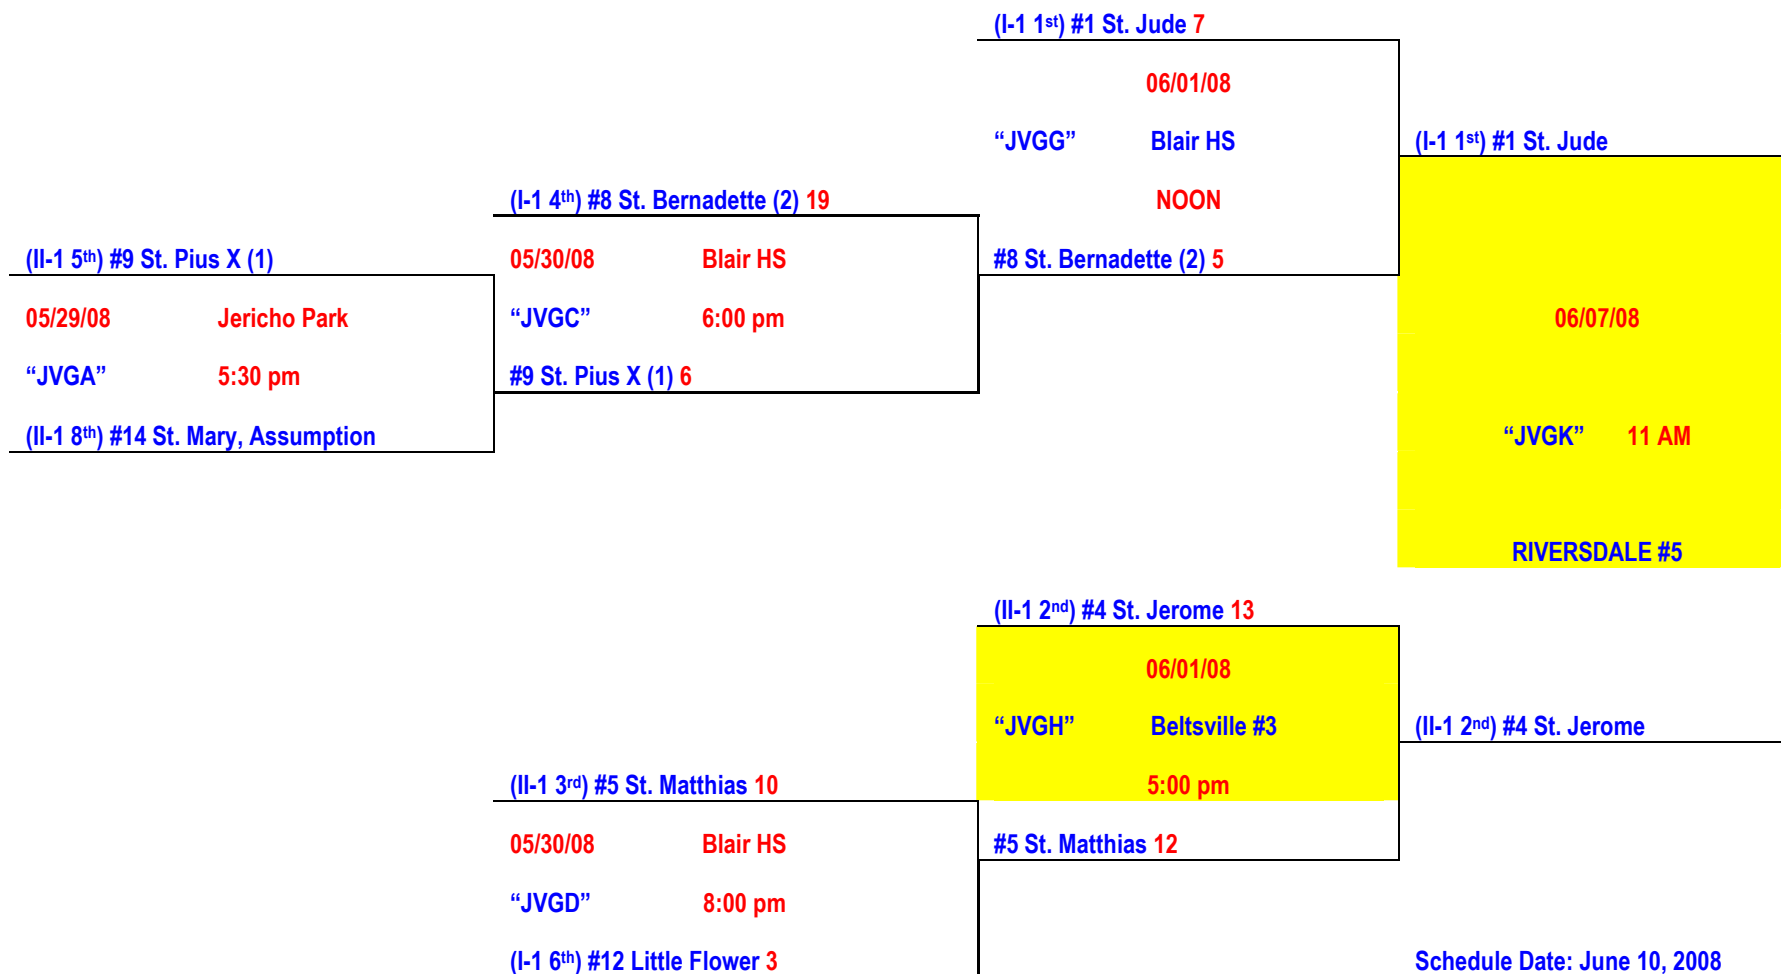 (I-1 1st) #1 St. Jude 7
06/01/08
“JVGG” Blair HS (I-1 1st) #1 St. Jude
(I-1 4th) #8 St. Bernadette (2) 19 NOON
(II-1 5th) #9 St. Pius X (1) 05/30/08 Blair HS #8 St. Bernadette (2) 5
05/29/08 Jericho Park “JVGC” 6:00 pm 06/07/08
“JVGA” 5:30 pm #9 St. Pius X (1) 6
(II-1 8th) #14 St. Mary, Assumption “JVGK” 11 AM
RIVERSDALE #5
(II-1 2nd) #4 St. Jerome 13
06/01/08
“JVGH” Beltsville #3 (II-1 2nd) #4 St. Jerome
(II-1 3rd) #5 St. Matthias 10 5:00 pm
05/30/08 Blair HS #5 St. Matthias 12
“JVGD” 8:00 pm
(I-1 6th) #12 Little Flower 3 Schedule Date: June 10, 2008